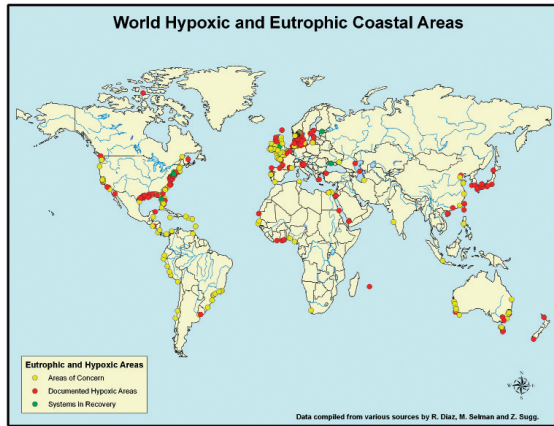 World Hypoxic and Eutrophic Coastal Areas
Eutrophic and Hypoxic Areas
Areas of Concern
Documented Hypoxic Areas
Systems in Recovery
N
W
E
S
Data compiled from various sources by R. Diaz, M. Selman and Z. Sugg.